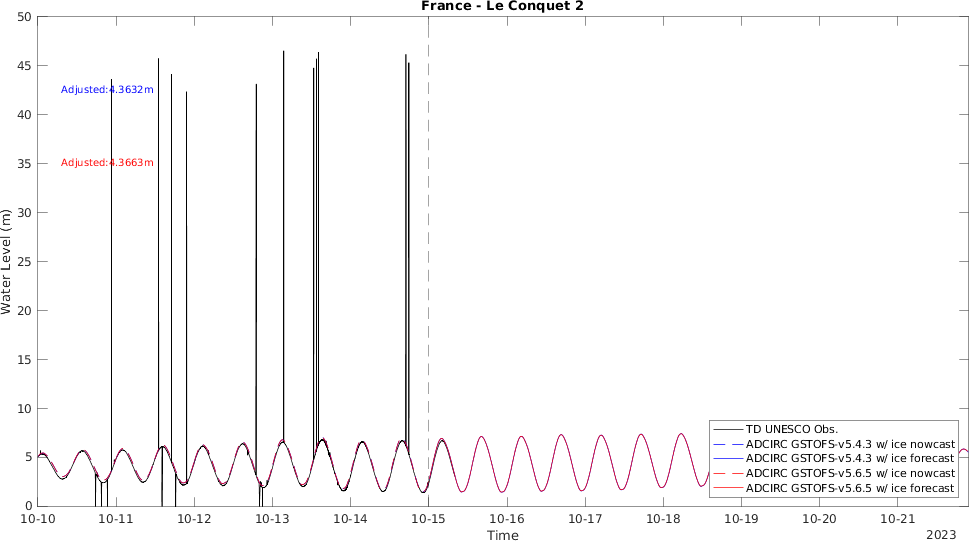 France - Le Conquet 2
50
45
40
35
30
25
20
15
10
5
0
Water Level (m)
Adjusted:4.3632m
Adjusted:4.3663m
TD UNESCO Obs.
ADCIRC GSTOFS-v5.4.3 w/ ice nowcast
ADCIRC GSTOFS-v5.4.3 w/ ice forecast
ADCIRC GSTOFS-v5.6.5 w/ ice nowcast
ADCIRC GSTOFS-v5.6.5 w/ ice forecast
10-10 10-11 10-12 10-13 10-14 10-15 10-16 10-17 10-18 10-19 10-20 10-21
Time
2023